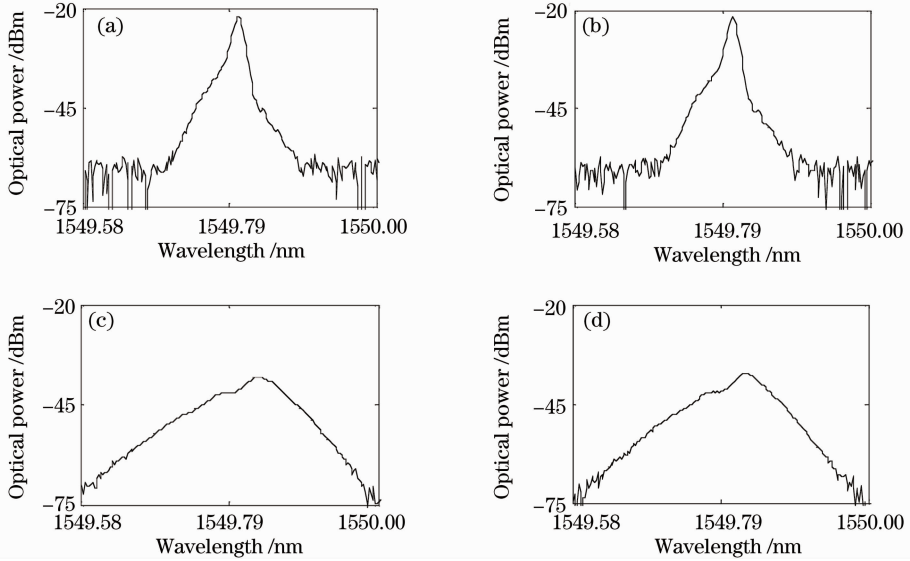 (a)
Optical power /dBm
−20
−45
−75
1549.58 1549.79 1550.00
Wavelength /nm
(b)
Optical power /dBm
−20
−45
−75
1549.58 1549.79 1550.00
Wavelength /nm
(c)
Optical power /dBm
−20
−45
−75
1549.58 1549.79 1550.00
Wavelength /nm
(d)
Optical power /dBm
−20
−45
−75
1549.58 1549.79 1550.00
Wavelength /nm